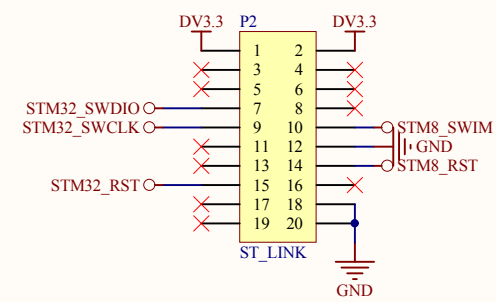 DV3.3 P2 DV3.3
1 2
3 4
5 6
STM32_SWDIO 7 8
STM32_SWCLK 9 10 STM8_SWIM
11 12 GND
13 14 STM8_RST
STM32_RST 15 16
17 18
19 20
ST_LINK
GND